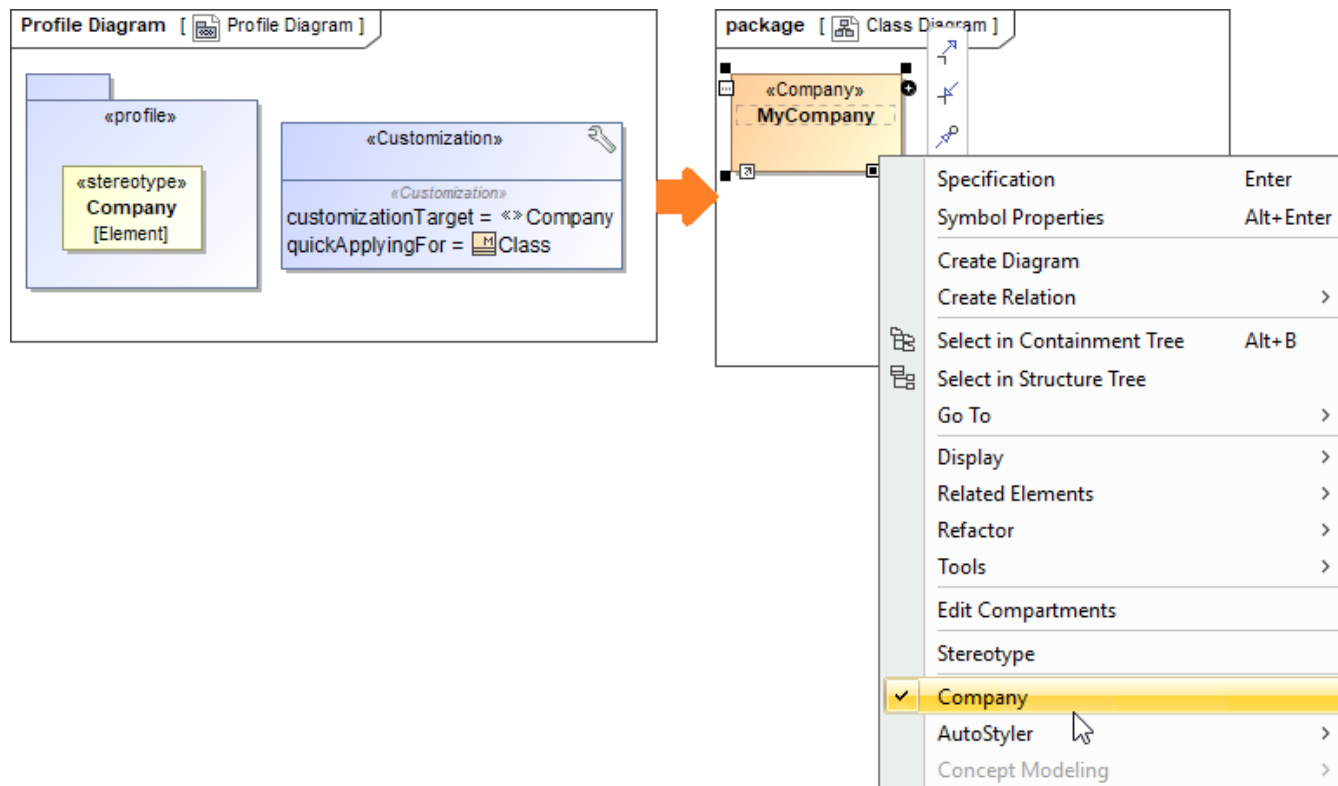 Profile Diagram [ Profile Diagram ]
«profile»
«stereotype»
Company
[Element]
«Customization»
«Customization»
customizationTarget = «» Company
quickApplyingFor = M Class
package [ Class Diagram ]
«Company»
MyCompany
Specification Enter
Symbol Properties Alt+Enter
Create Diagram
Create Relation
Select in Containment Tree Alt+B
Select in Structure Tree
Go To
Display
Related Elements
Refactor
Tools
Edit Compartments
Stereotype
Company
AutoStyler
Concept Modeling